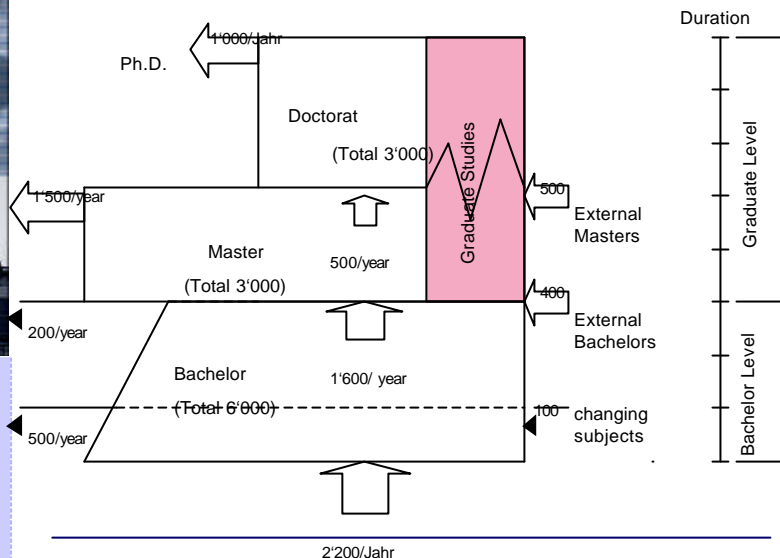 Duration
1‘000/Jahr
Ph.D.
Doctorat
(Total 3‘000)
Graduate Studies
Graduate Level
1‘500/year
500
External
Masters
Master
500/year
(Total 3‘000)
400
External
Bachelors
200/year
Bachelor
1‘600/ year
(Total 6‘000)
100
changing
subjects
500/year
Bachelor Level
2‘200/Jahr